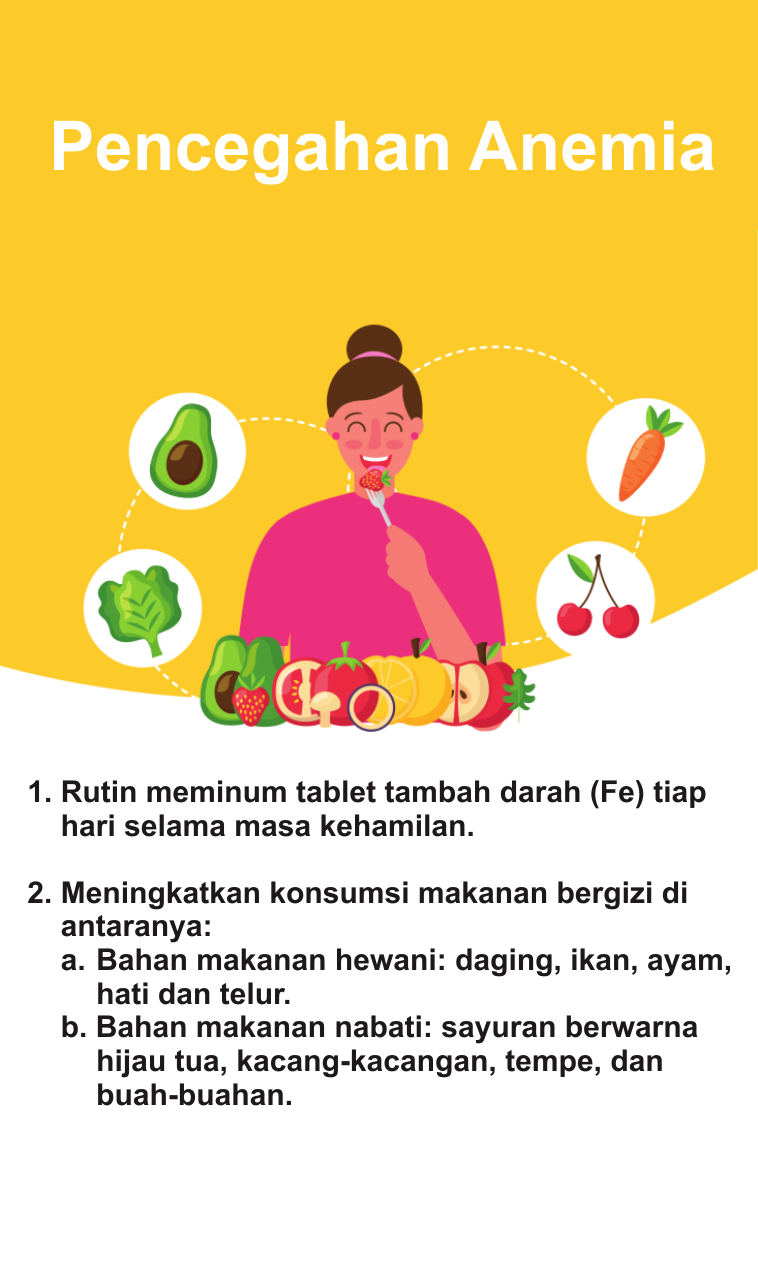 Pencegahan Anemia
1. Rutin meminum tablet tambah darah (Fe) tiap
hari selama masa kehamilan.
2. Meningkatkan konsumsi makanan bergizi di
antaranya:
a. Bahan makanan hewani: daging, ikan, ayam,
hati dan telur.
b. Bahan makanan nabati: sayuran berwarna
hijau tua, kacang-kacangan, tempe, dan
buah-buahan.